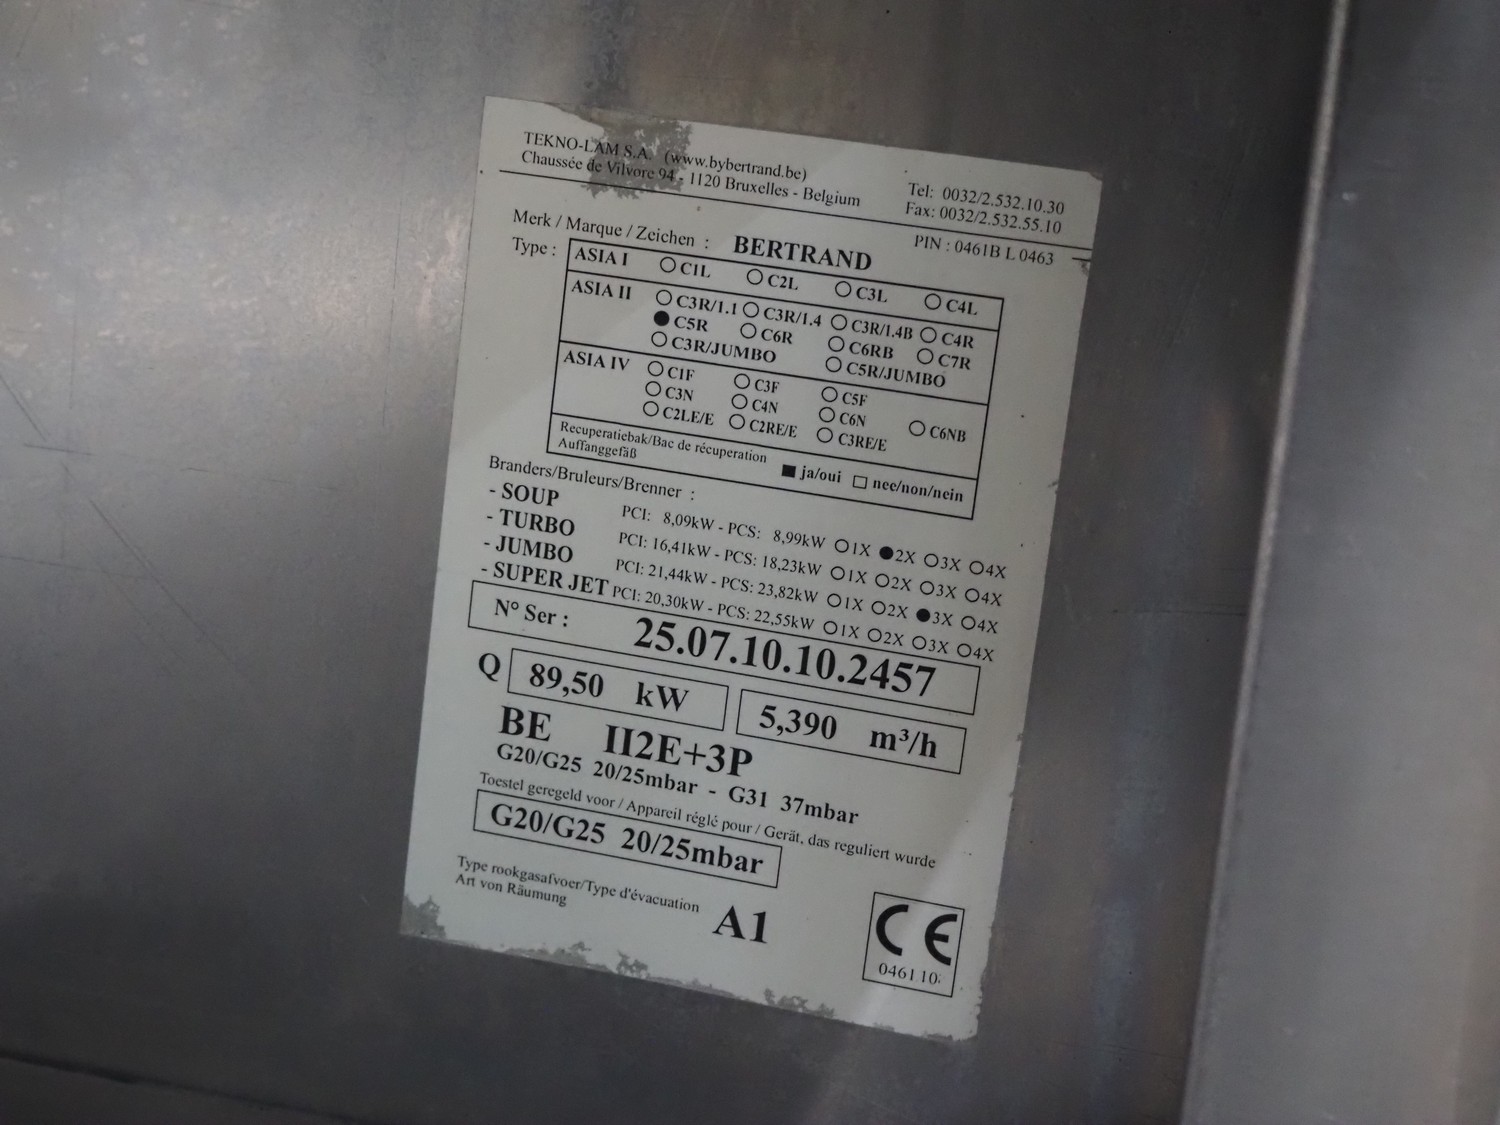 TEKNO-LAM S.A. (www.bybertrand.be)
Chaussée de Vilvore 94 - 1120 Bruxelles - Belgium
Tel: 0032/2.532.10.30
Fax: 0032/2.532.55.10
Merk / Marque / Zeichen : BERTRAND
PIN : 0461B L 0463
Type :
ASIA I ○ C1L ○ C2L ○ C3L ○ C4L
ASIA II ○ C3R/1.1 ○ C3R/1.4 ○ C3R/1.4B ○ C4R
● C5R ○ C6R ○ C6RB ○ C7R
○ C3R/JUMBO ○ C5R/JUMBO
ASIA IV ○ C1F ○ C3F ○ C5F
○ C3N ○ C4N ○ C6N ○ C6NB
○ C2LE/E ○ C2RE/E ○ C3RE/E
Recuperatiebak/Bac de récuperation
Auffanggefäß
■ ja/oui □ nee/non/nein
Branders/Bruleurs/Brenner :
- SOUP PCI: 8,09kW - PCS: 8,99kW ○1X ●2X ○3X ○4X
- TURBO PCI: 16,41kW - PCS: 18,23kW ○1X ○2X ○3X ○4X
- JUMBO PCI: 21,44kW - PCS: 23,82kW ○1X ○2X ●3X ○4X
- SUPER JET PCI: 20,30kW - PCS: 22,55kW ○1X ○2X ○3X ○4X
N° Ser : 25.07.10.10.2457
Q 89,50 kW 5,390 m³/h
BE II2E+3P
G20/G25 20/25mbar - G31 37mbar
Toestel geregeld voor / Appareil réglé pour / Gerät, das reguliert wurde
G20/G25 20/25mbar
Type rookgasafvoer/Type d'évacuation
Art von Räumung
A1
CE
0461 10